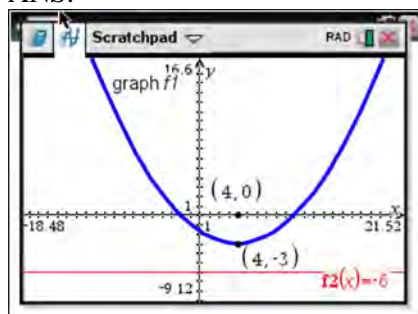 ANS:
Scratchpad RAD
16.6 y
graph f1
(4,0)
1
x
-18.48 1 21.52
(4,-3)
f2(x)=-6
-9.12